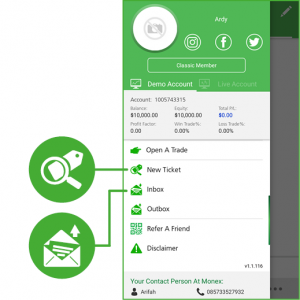 Ardy
Classic Member
Demo Account Live Account
Account: 1005743315
Balance: Equity: Total P/L:
$10,000.00 $10,000.00 $0.00
Profit Factor: Win Trade%: Loss Trade%:
0.00 0.00% 0.00%
Open A Trade
New Ticket
Inbox
Outbox
Refer A Friend
Disclaimer
v1.1.116
Your Contact Person At Monex:
Arifah 085733527932